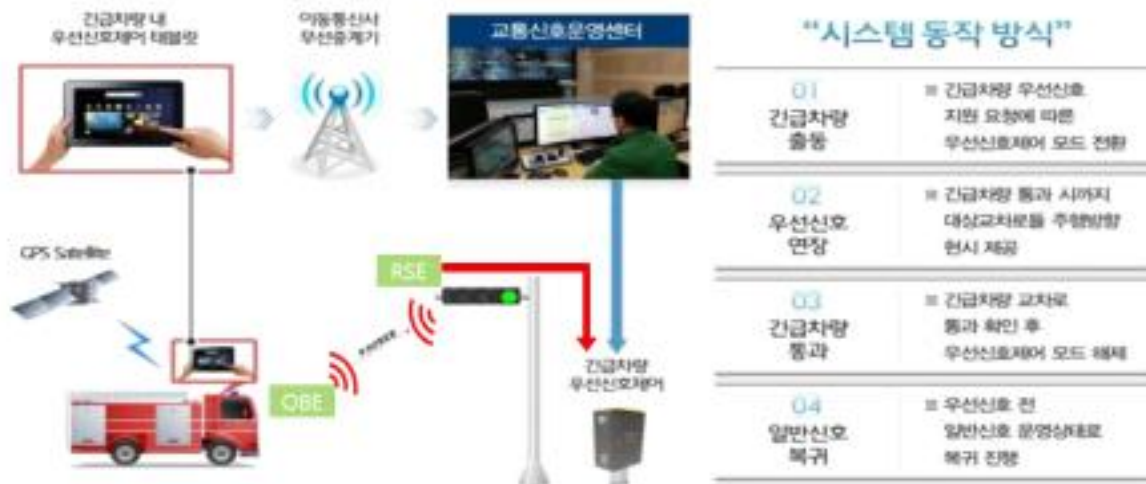 긴급차량 내
우선신호제어 태블릿
이동통신사
무선중계기
교통신호운영센터
GPS Satellite
RSE
OBE
긴급차량
우선신호제어
“시스템 동작 방식”
01
긴급차량
출동
※ 긴급차량 우선신호
지원 요청에 따른
우선신호제어 모드 전환
02
우선신호
연장
※ 긴급차량 통과 시까지
대상교차로들 주행방향
현시 제공
03
긴급차량
통과
※ 긴급차량 교차로
통과 확인 후
우선신호제어 모드 해제
04
일반신호
복귀
※ 우선신호 전
일반신호 운영상태로
복귀 진행